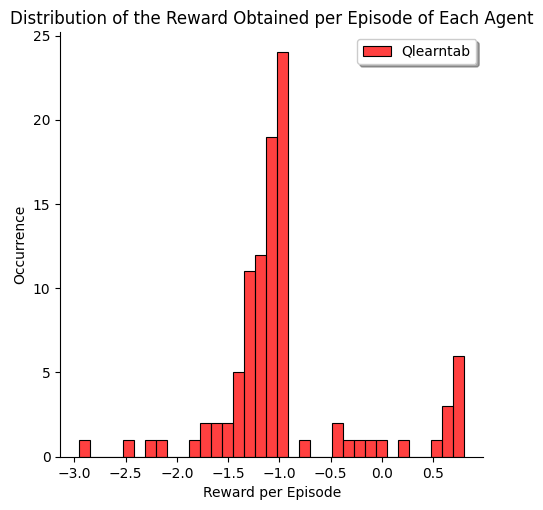 Distribution of the Reward Obtained per Episode of Each Agent
Qlearntab
25
20
15
10
5
0
Occurrence
−3.0 −2.5 −2.0 −1.5 −1.0 −0.5 0.0 0.5
Reward per Episode